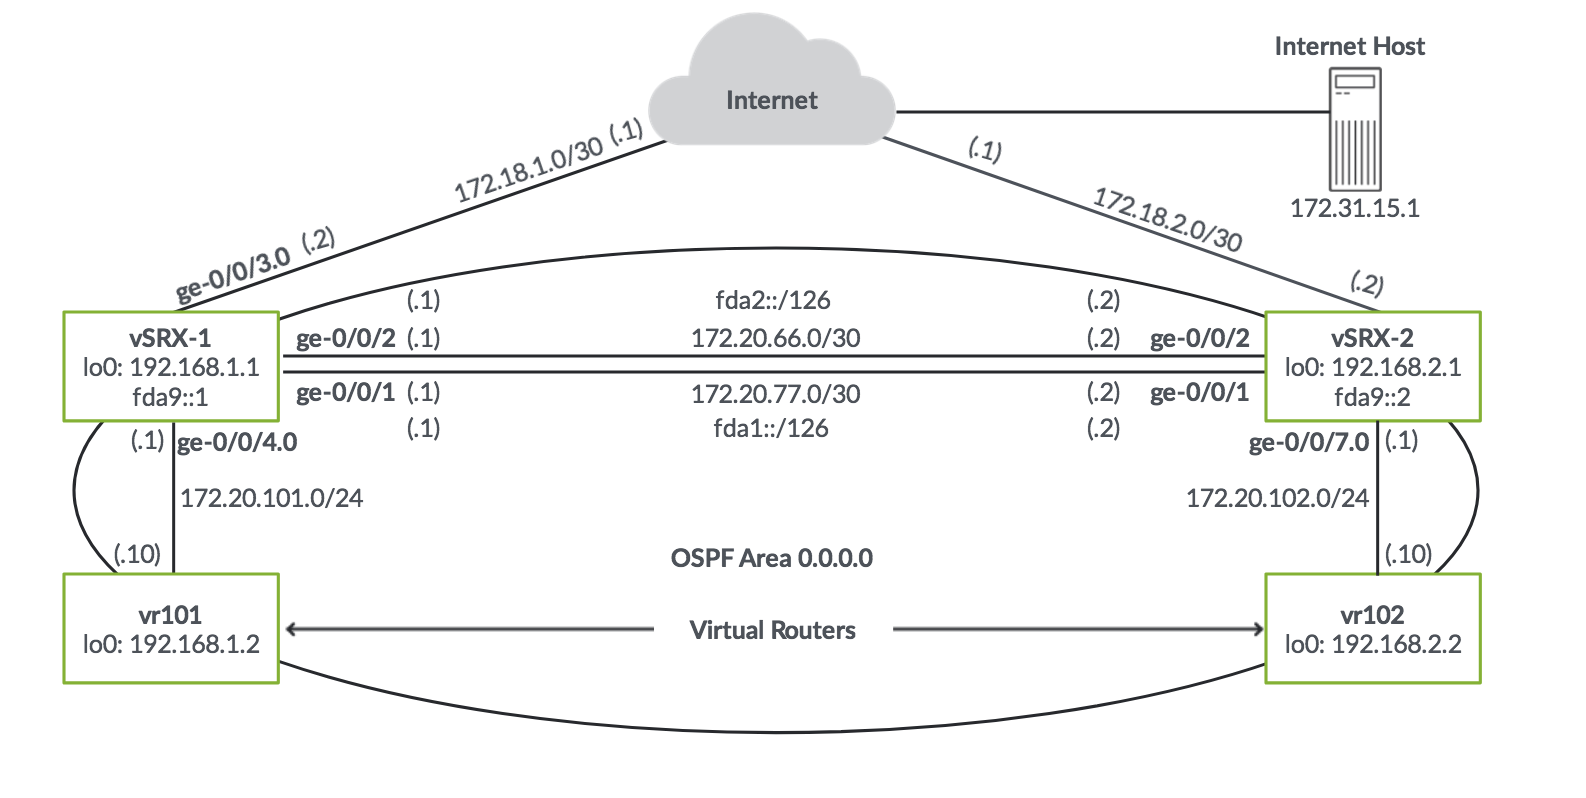 Internet Host
Internet
172.31.15.1
172.18.1.0/30 (.1)
ge-0/0/3.0 (.2)
(.1)
172.18.2.0/30
(.2)
vSRX-1
lo0: 192.168.1.1
fda9::1
(.1) fda2::/126 (.2)
ge-0/0/2 (.1) 172.20.66.0/30 (.2) ge-0/0/2
ge-0/0/1 (.1) 172.20.77.0/30 (.2) ge-0/0/1
(.1) fda1::/126 (.2)
vSRX-2
lo0: 192.168.2.1
fda9::2
(.1) ge-0/0/4.0
172.20.101.0/24
(.10)
ge-0/0/7.0 (.1)
172.20.102.0/24
(.10)
OSPF Area 0.0.0.0
vr101
lo0: 192.168.1.2
Virtual Routers
vr102
lo0: 192.168.2.2